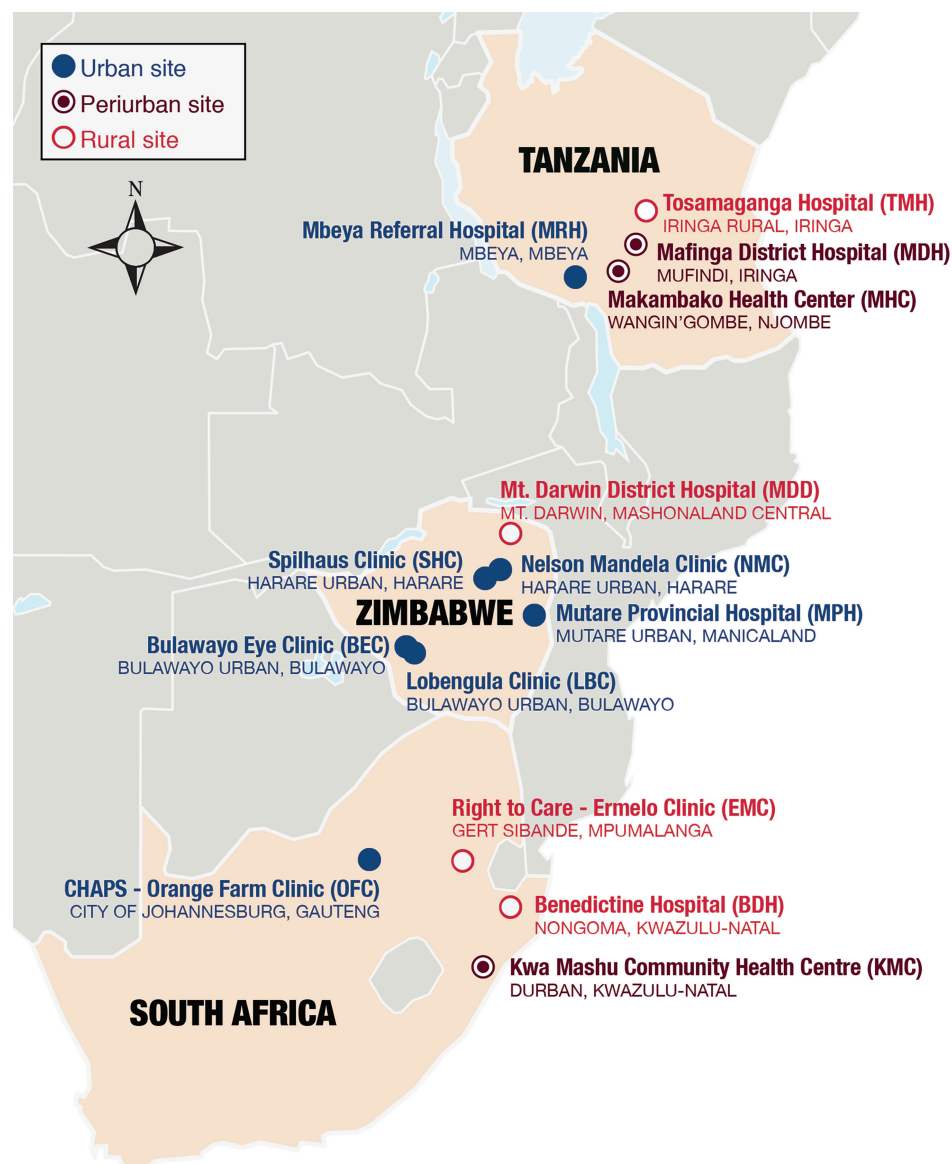 Urban site
Periurban site
Rural site
N
TANZANIA
Tosamaganga Hospital (TMH)
IRINGA RURAL, IRINGA
Mbeya Referral Hospital (MRH)
MBEYA, MBEYA
Mafinga District Hospital (MDH)
MUFINDI, IRINGA
Makambako Health Center (MHC)
WANGIN’GOMBE, NJOMBE
Mt. Darwin District Hospital (MDD)
MT. DARWIN, MASHONALAND CENTRAL
Spilhaus Clinic (SHC)
HARARE URBAN, HARARE
Nelson Mandela Clinic (NMC)
HARARE URBAN, HARARE
ZIMBABWE
Mutare Provincial Hospital (MPH)
MUTARE URBAN, MANICALAND
Bulawayo Eye Clinic (BEC)
BULAWAYO URBAN, BULAWAYO
Lobengula Clinic (LBC)
BULAWAYO URBAN, BULAWAYO
Right to Care - Ermelo Clinic (EMC)
GERT SIBANDE, MPUMALANGA
CHAPS - Orange Farm Clinic (OFC)
CITY OF JOHANNESBURG, GAUTENG
Benedictine Hospital (BDH)
NONGOMA, KWAZULU-NATAL
Kwa Mashu Community Health Centre (KMC)
DURBAN, KWAZULU-NATAL
SOUTH AFRICA